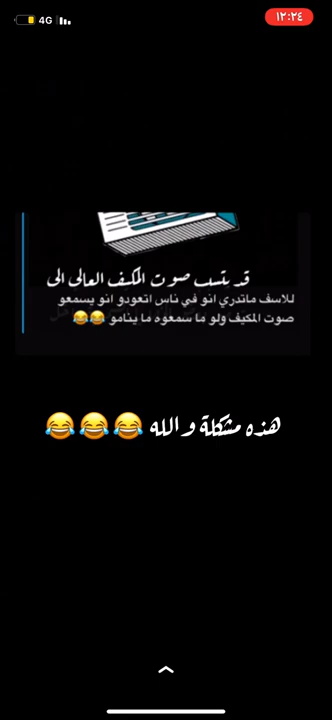 4G
١٢:٢٤
قد يتسبب صوت المكيف العالي الى
للاسف ماتدري انو في ناس اتعودو انو يسمعو
صوت المكيف ولو ما سمعوه ما ينامو 😂😂
هذه مشكلة و الله 😂😂😂